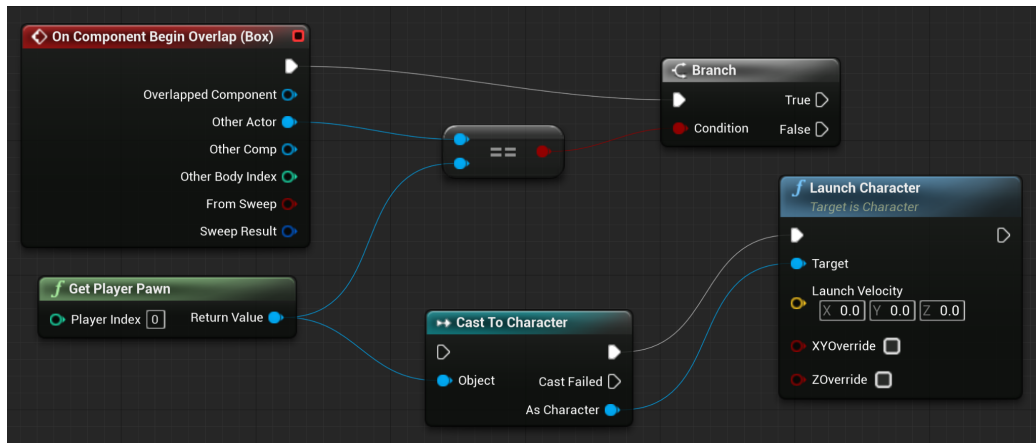 On Component Begin Overlap (Box)
Overlapped Component
Other Actor
Other Comp
Other Body Index
From Sweep
Sweep Result
==
Branch
True
Condition
False
f Launch Character
Target is Character
Target
Launch Velocity
X 0.0 Y 0.0 Z 0.0
XYOverride
ZOverride
f Get Player Pawn
Player Index 0 Return Value
Cast To Character
Object
Cast Failed
As Character